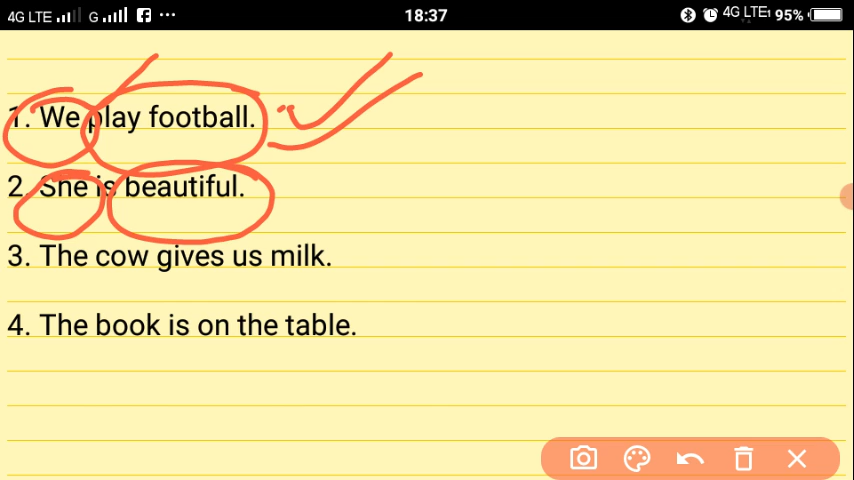 4G LTE G ... 18:37 4G LTE 95%
1. We play football.
2. She is beautiful.
3. The cow gives us milk.
4. The book is on the table.